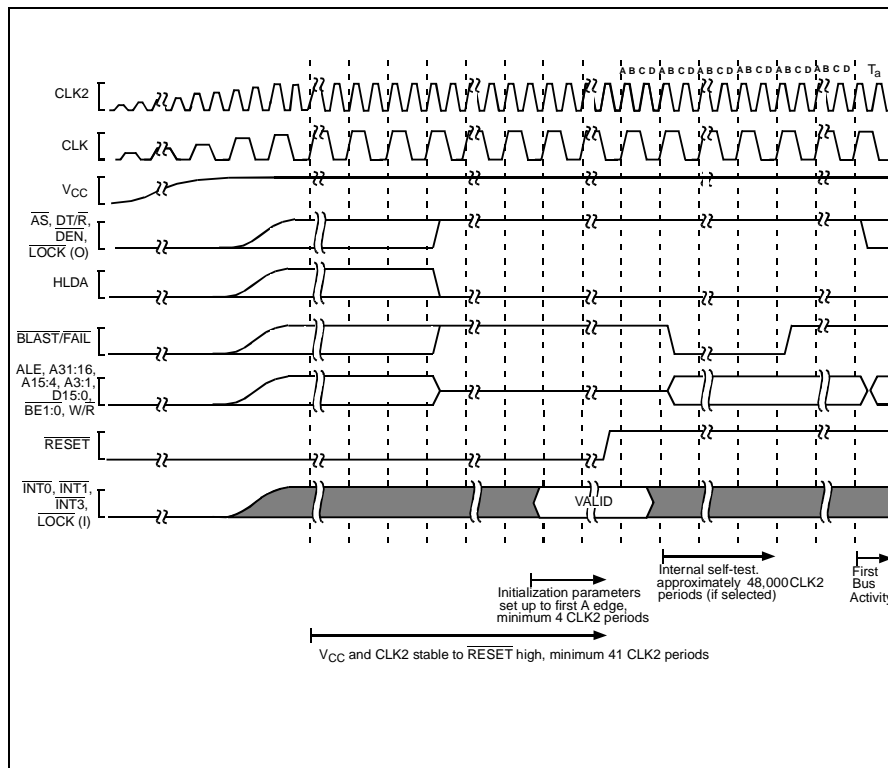 A B C D A B C D A B C D A B C D A B C D A B C D Ta
CLK2
CLK
VCC
AS, DT/R,
DEN,
LOCK (O)
HLDA
BLAST/FAIL
ALE, A31:16,
A15:4, A3:1,
D15:0,
BE1:0, W/R
RESET
INT0, INT1,
INT3,
LOCK (I)
VALID
Initialization parameters
set up to first A edge,
minimum 4 CLK2 periods
Internal self-test.
approximately 48,000CLK2
periods (if selected)
First
Bus
Activity
VCC and CLK2 stable to RESET high, minimum 41 CLK2 periods